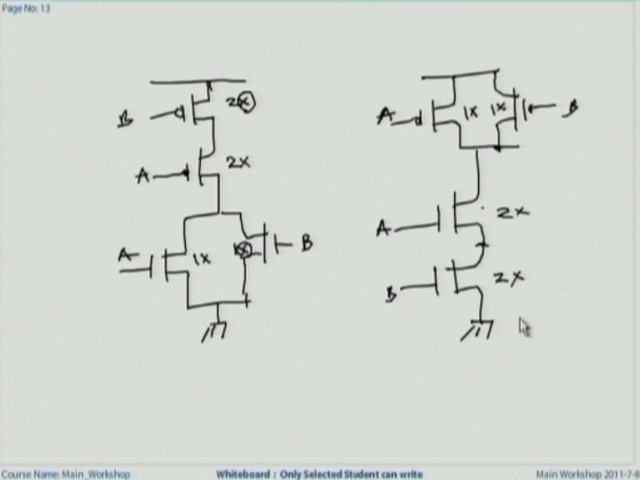 Page No: 13
B
2x
A
2x
A
1x
1x
B
A
1x
1x
B
A
2x
B
2x
Course Name: Main_Workshop
Whiteboard : Only Selected Student can write
Main Workshop 2011-7-8